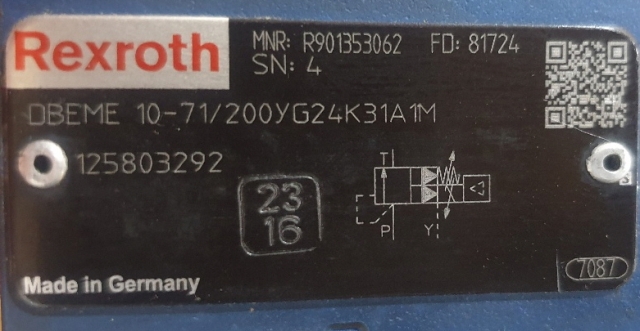 Rexroth
MNR: R901353062 FD: 81724
SN: 4
DBEME 10-71/200YG24K31A1M
125803292
23
16
T
P Y
Made in Germany
7087